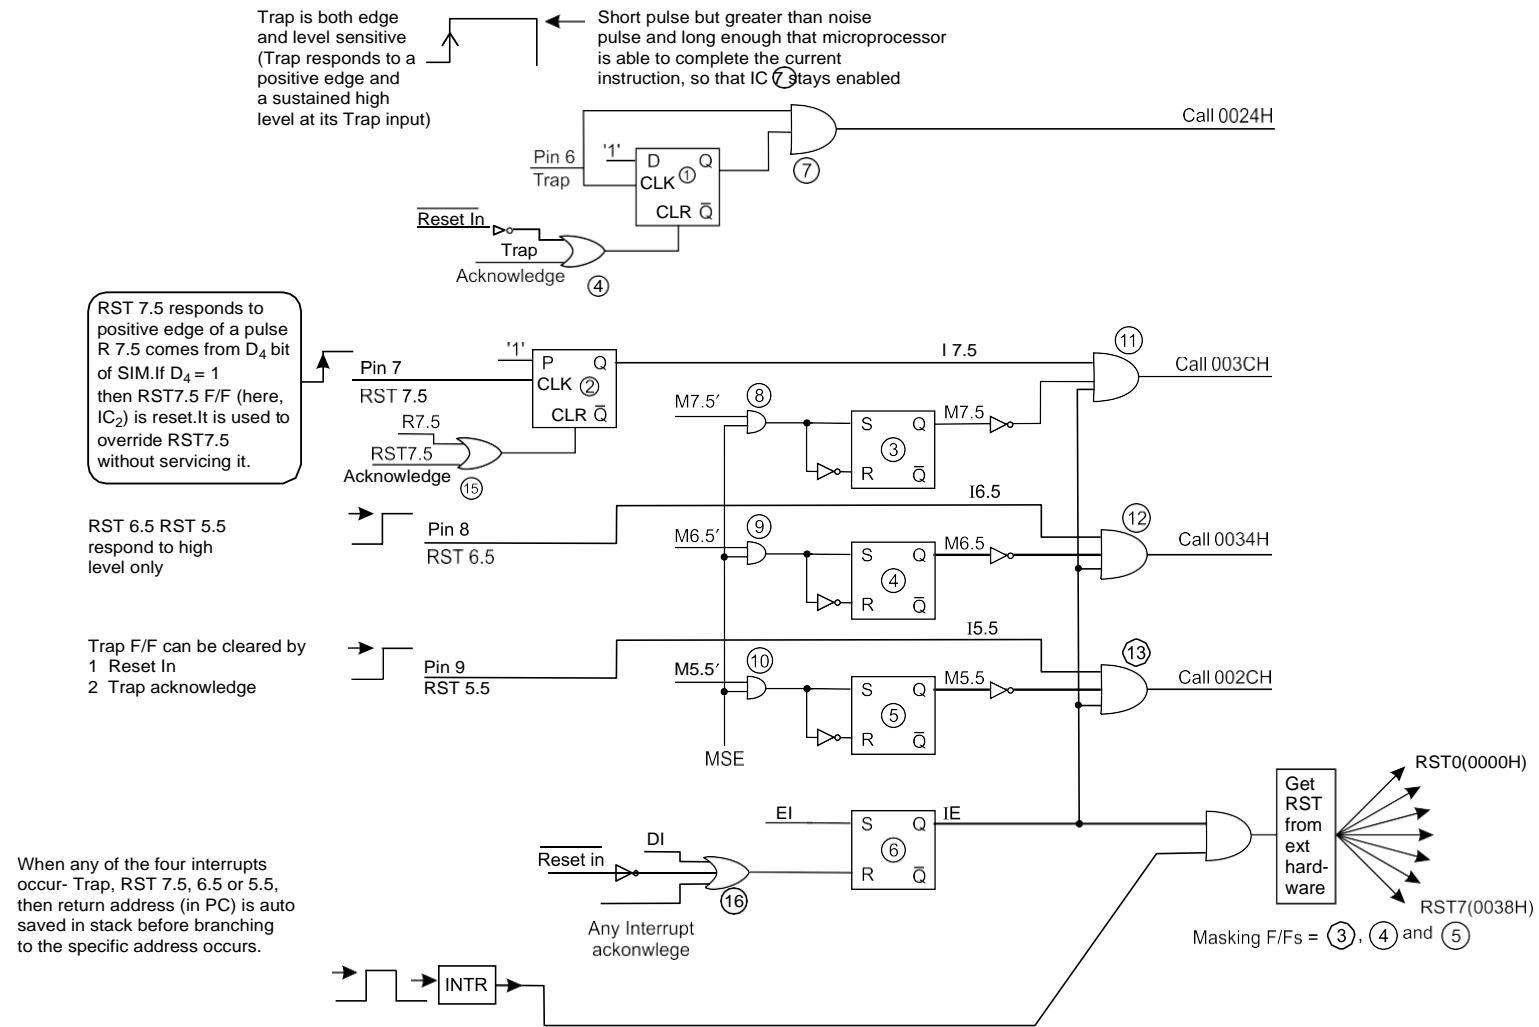 Trap is both edge
and level sensitive
(Trap responds to a
positive edge and
a sustained high
level at its Trap input)
Short pulse but greater than noise
pulse and long enough that microprocessor
is able to complete the current
instruction, so that IC 7 stays enabled
Call 0024H
Pin 6
Trap
'1'
D Q
CLK 1
CLR Q̅
7
Reset In
Trap
Acknowledge
4
RST 7.5 responds to
positive edge of a pulse
R 7.5 comes from D4 bit
of SIM.If D4 = 1
then RST7.5 F/F (here,
IC2) is reset.It is used to
override RST7.5
without servicing it.
Pin 7
RST 7.5
'1'
P Q
CLK 2
CLR Q̅
R7.5
RST7.5
Acknowledge
15
I 7.5
11
Call 003CH
M7.5′
8
S Q
3
R Q̅
M7.5
RST 6.5 RST 5.5
respond to high
level only
Pin 8
RST 6.5
I6.5
12
Call 0034H
M6.5′
9
S Q
4
R Q̅
M6.5
Trap F/F can be cleared by
1 Reset In
2 Trap acknowledge
Pin 9
RST 5.5
I5.5
13
Call 002CH
M5.5′
10
S Q
5
R Q̅
M5.5
MSE
EI
S Q
6
R Q̅
IE
DI
Reset in
16
Any Interrupt
ackonwlege
Get
RST
from
ext
hard-
ware
RST0(0000H)
RST7(0038H)
Masking F/Fs = 3, 4 and 5
When any of the four interrupts
occur- Trap, RST 7.5, 6.5 or 5.5,
then return address (in PC) is auto
saved in stack before branching
to the specific address occurs.
INTR